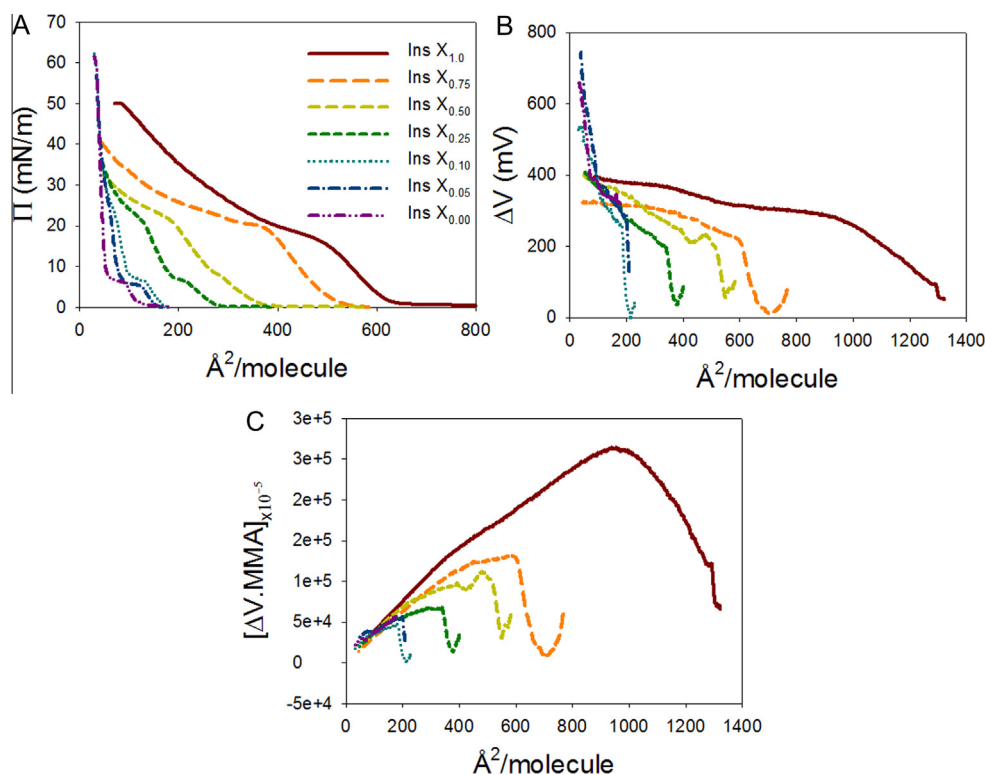 A
Π (mN/m)
70
60
50
40
30
20
10
0
0
200
400
600
800
Å²/molecule
Ins X₁.₀
Ins X₀.₇₅
Ins X₀.₅₀
Ins X₀.₂₅
Ins X₀.₁₀
Ins X₀.₀₅
Ins X₀.₀₀
B
ΔV (mV)
800
600
400
200
0
0
200
400
600
800
1000
1200
1400
Å²/molecule
C
[ΔV.MMA]ₓ₁₀⁻⁵
3e+5
3e+5
2e+5
2e+5
1e+5
5e+4
0
-5e+4
0
200
400
600
800
1000
1200
1400
Å²/molecule